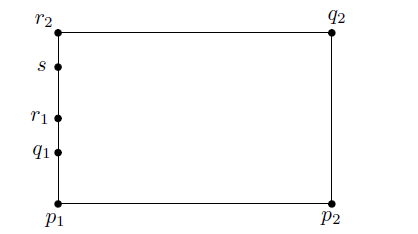 r₂ q₂
s
r₁
q₁
p₁ p₂